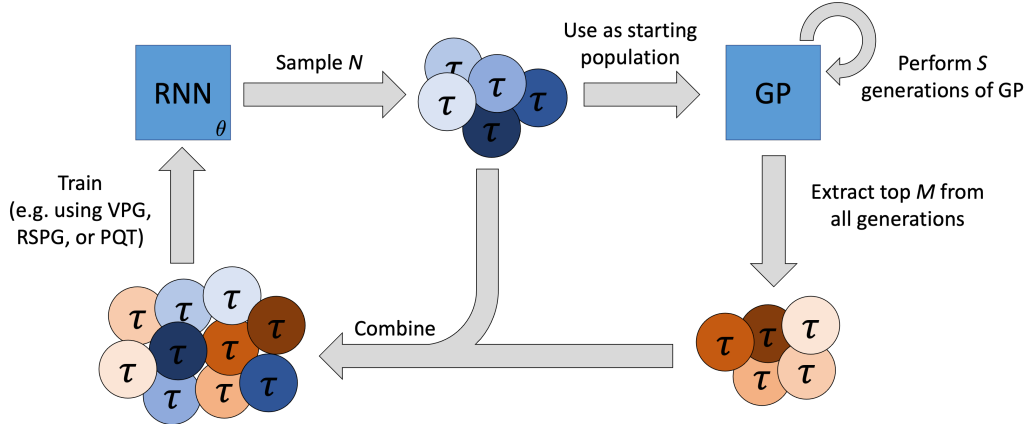 RNN
θ
Sample N
τ
τ
τ
τ
τ
Use as starting
population
GP
Perform S
generations of GP
Extract top M from
all generations
τ
τ
τ
τ
τ
Combine
τ
τ
τ
τ
τ
τ
τ
τ
τ
τ
Train
(e.g. using VPG,
RSPG, or PQT)